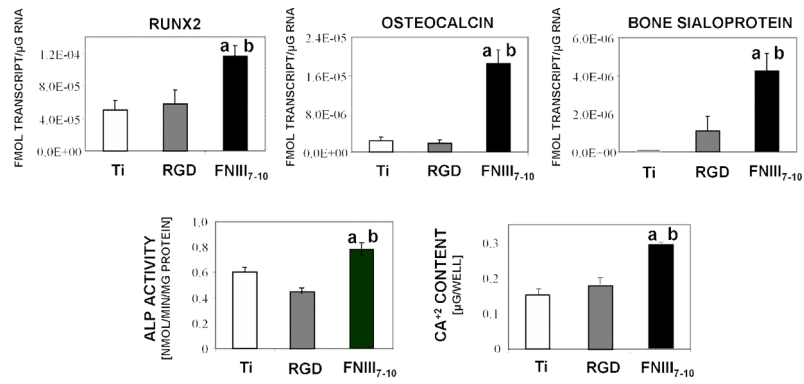 RUNX2
FMOL TRANSCRIPT/µG RNA
1.2E-04
8.0E-05
4.0E-05
0.0E+00
a b
Ti RGD FNIII7-10
OSTEOCALCIN
FMOL TRANSCRIPT/µG RNA
2.4E-05
1.6E-05
8.0E-06
0.0E+00
a b
Ti RGD FNIII7-10
BONE SIALOPROTEIN
FMOL TRANSCRIPT/µG RNA
6.0E-06
4.0E-06
2.0E-06
0.0E+00
a b
Ti RGD FNIII7-10
ALP ACTIVITY
[NMOL/MIN/MG PROTEIN]
1.0
0.8
0.6
0.4
0.2
0
a b
Ti RGD FNIII7-10
CA+2 CONTENT
[µG/WELL]
0.3
0.2
0.1
0
a b
Ti RGD FNIII7-10